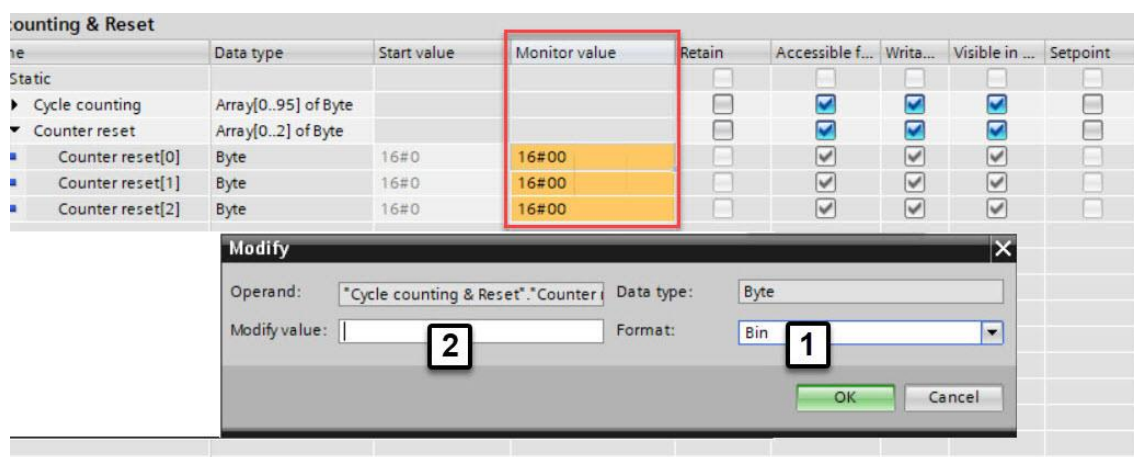 ounting & Reset
Data type Start value Monitor value Retain Accessible f... Writa... Visible in ... Setpoint
Static
Cycle counting Array[0..95] of Byte
Counter reset Array[0..2] of Byte
Counter reset[0] Byte 16#0 16#00
Counter reset[1] Byte 16#0 16#00
Counter reset[2] Byte 16#0 16#00
Modify
Operand: "Cycle counting & Reset"."Counter Data type: Byte
Modify value: 2 Format: Bin 1
OK Cancel